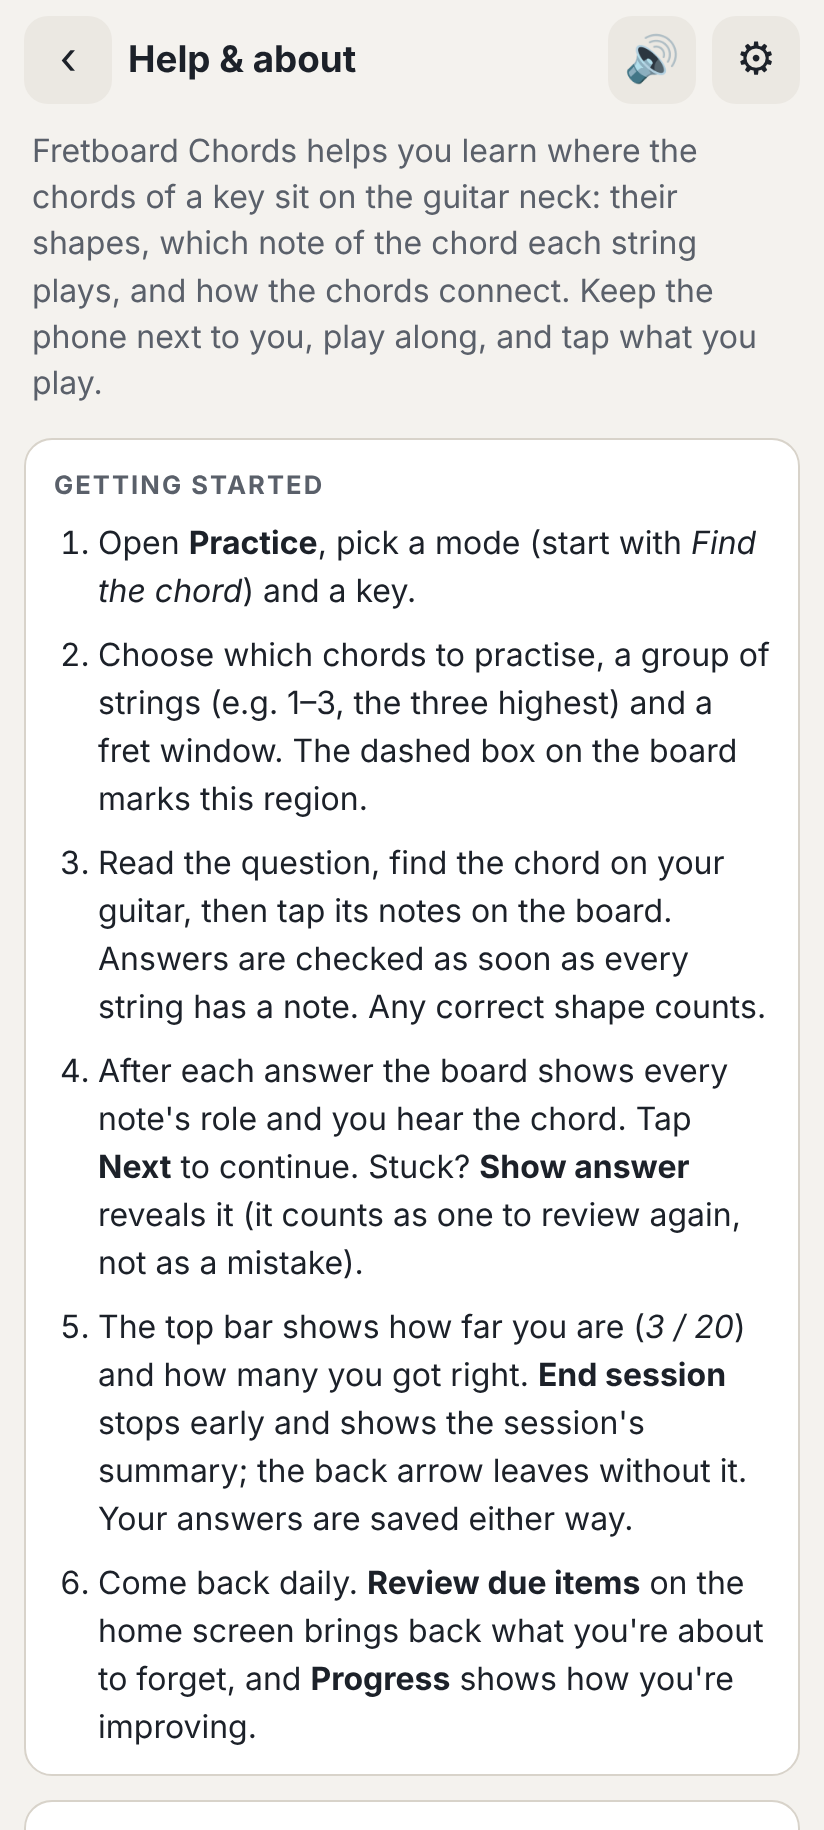 Help & about
Fretboard Chords helps you learn where the
chords of a key sit on the guitar neck: their
shapes, which note of the chord each string
plays, and how the chords connect. Keep the
phone next to you, play along, and tap what you
play.
GETTING STARTED
1. Open Practice, pick a mode (start with Find
the chord) and a key.
2. Choose which chords to practise, a group of
strings (e.g. 1–3, the three highest) and a
fret window. The dashed box on the board
marks this region.
3. Read the question, find the chord on your
guitar, then tap its notes on the board.
Answers are checked as soon as every
string has a note. Any correct shape counts.
4. After each answer the board shows every
note's role and you hear the chord. Tap
Next to continue. Stuck? Show answer
reveals it (it counts as one to review again,
not as a mistake).
5. The top bar shows how far you are (3 / 20)
and how many you got right. End session
stops early and shows the session's
summary; the back arrow leaves without it.
Your answers are saved either way.
6. Come back daily. Review due items on the
home screen brings back what you're about
to forget, and Progress shows how you're
improving.